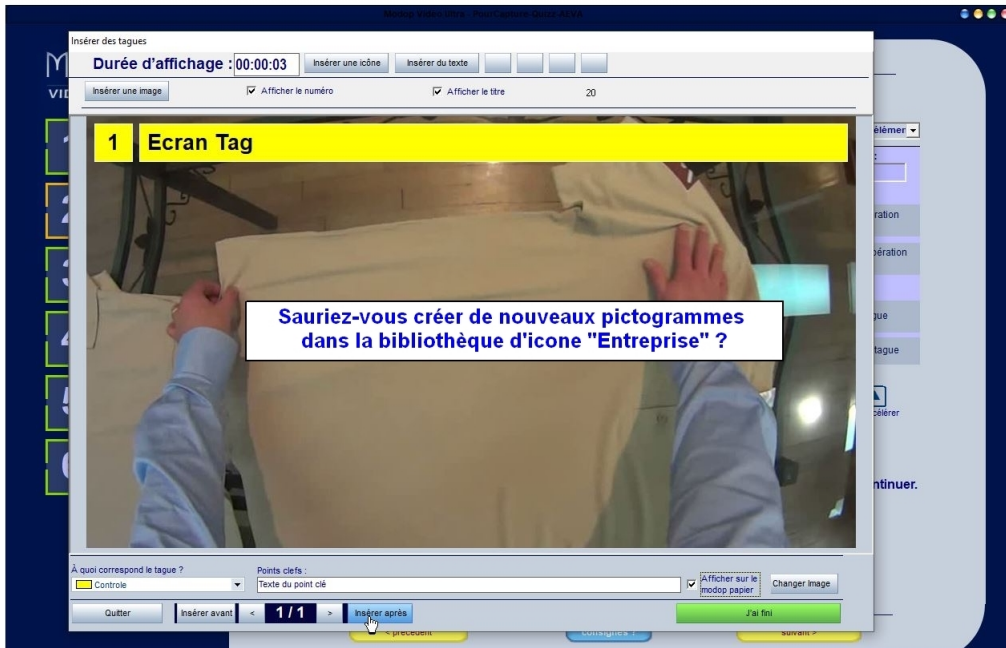 Insérer des tagues
Durée d'affichage : 00:00:03 Insérer une icône Insérer du texte
Insérer une image Afficher le numéro Afficher le titre 20
1 Ecran Tag
Sauriez-vous créer de nouveaux pictogrammes
dans la bibliothèque d'icone "Entreprise" ?
ntinuer.
À quoi correspond le tague ? Points clefs :
Controle Texte du point clé
Afficher sur le
modop papier
Changer Image
Quitter Insérer avant < 1 / 1 > Insérer après J'ai fini
< précédent consignes ? suivant >